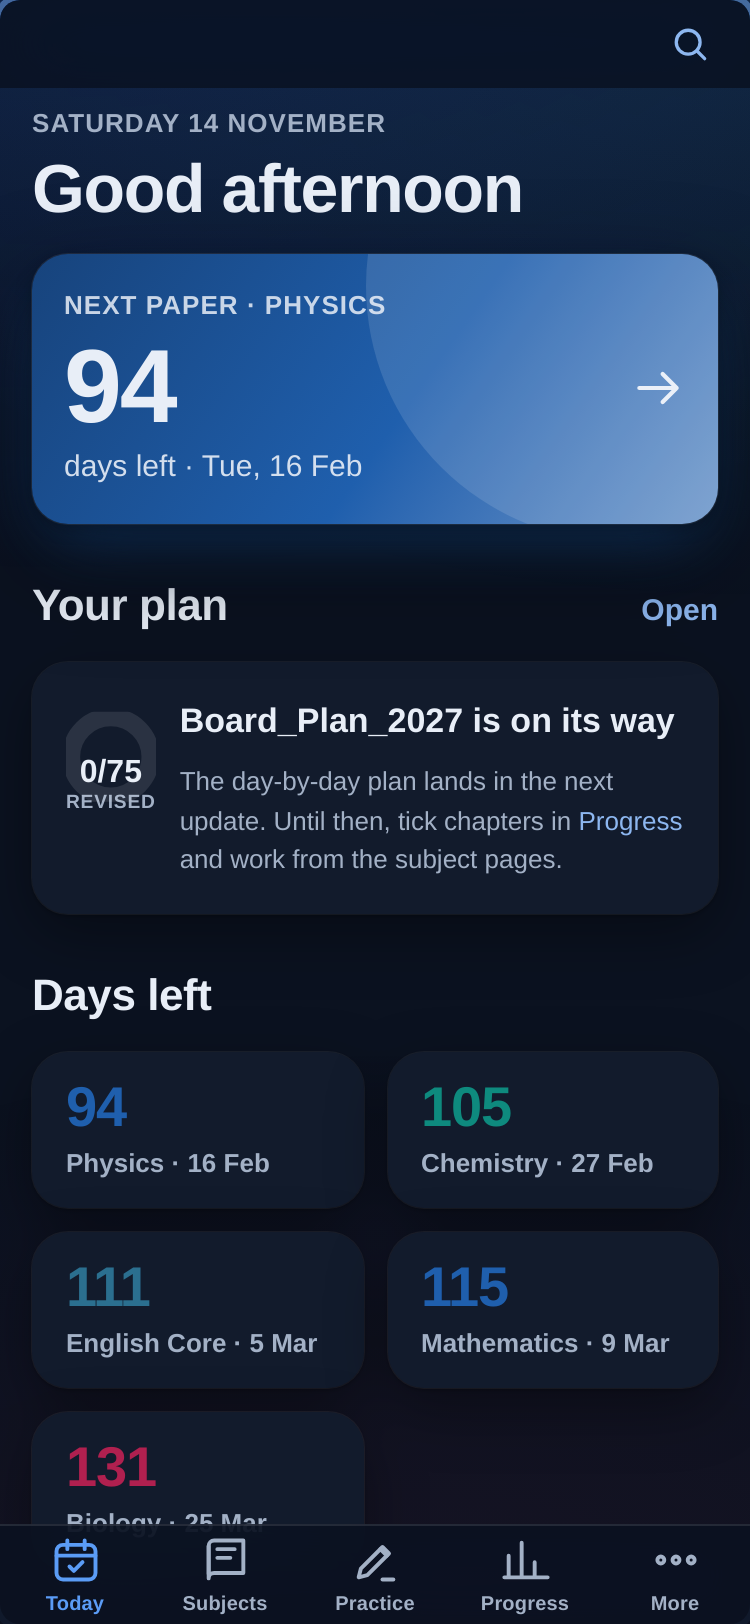 SATURDAY 14 NOVEMBER
Good afternoon
NEXT PAPER · PHYSICS
94
days left · Tue, 16 Feb
Your plan
Open
0/75
REVISED
Board_Plan_2027 is on its way
The day-by-day plan lands in the next
update. Until then, tick chapters in Progress
and work from the subject pages.
Days left
94
Physics · 16 Feb
105
Chemistry · 27 Feb
111
English Core · 5 Mar
115
Mathematics · 9 Mar
131
Biology · 25 Mar
Today
Subjects
Practice
Progress
More